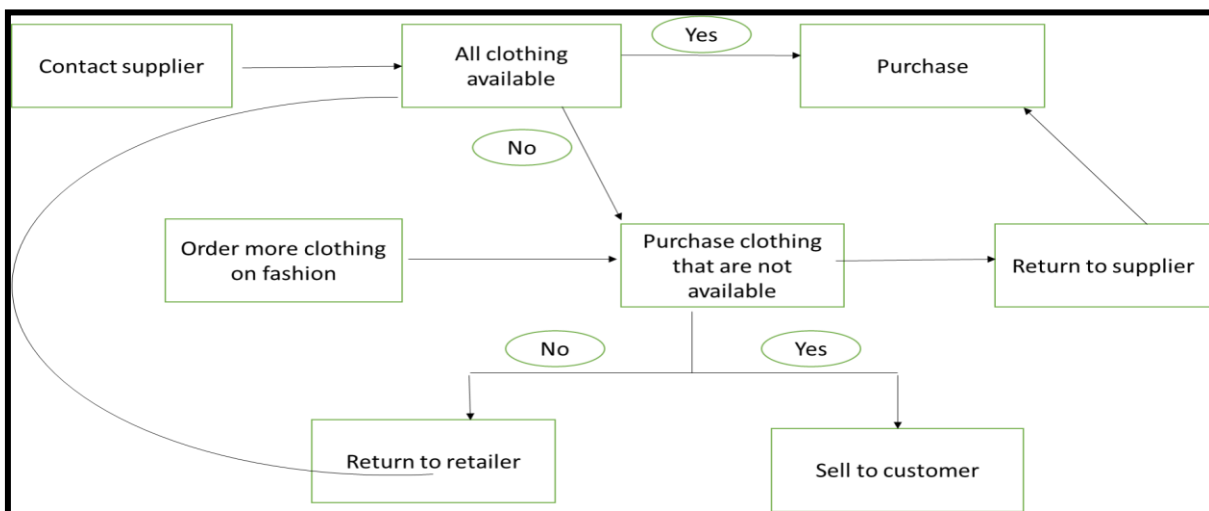 Contact supplier
All clothing
available
Yes
Purchase
No
Order more clothing
on fashion
Purchase clothing
that are not
available
Return to supplier
No
Yes
Return to retailer
Sell to customer